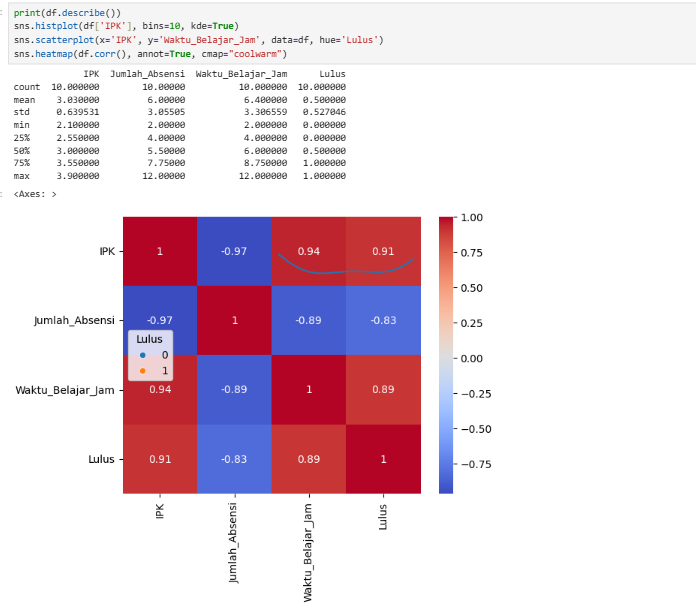 print(df.describe())
sns.histplot(df['IPK'], bins=10, kde=True)
sns.scatterplot(x='IPK', y='Waktu_Belajar_Jam', data=df, hue='Lulus')
sns.heatmap(df.corr(), annot=True, cmap="coolwarm")
IPK Jumlah_Absensi Waktu_Belajar_Jam Lulus
count 10.000000 10.00000 10.000000 10.000000
mean 3.030000 6.00000 6.400000 0.500000
std 0.639531 3.05505 3.306559 0.527046
min 2.100000 2.00000 2.000000 0.000000
25% 2.550000 4.00000 4.000000 0.000000
50% 3.000000 5.50000 6.000000 0.500000
75% 3.550000 7.75000 8.750000 1.000000
max 3.900000 12.00000 12.000000 1.000000
<Axes: >
IPK 1 -0.97 0.94 0.91
Jumlah_Absensi -0.97 1 -0.89 -0.83
Lulus
0
1
Waktu_Belajar_Jam 0.94 -0.89 1 0.89
Lulus 0.91 -0.83 0.89 1
IPK
Jumlah_Absensi
Waktu_Belajar_Jam
Lulus
1.00
0.75
0.50
0.25
0.00
−0.25
−0.50
−0.75